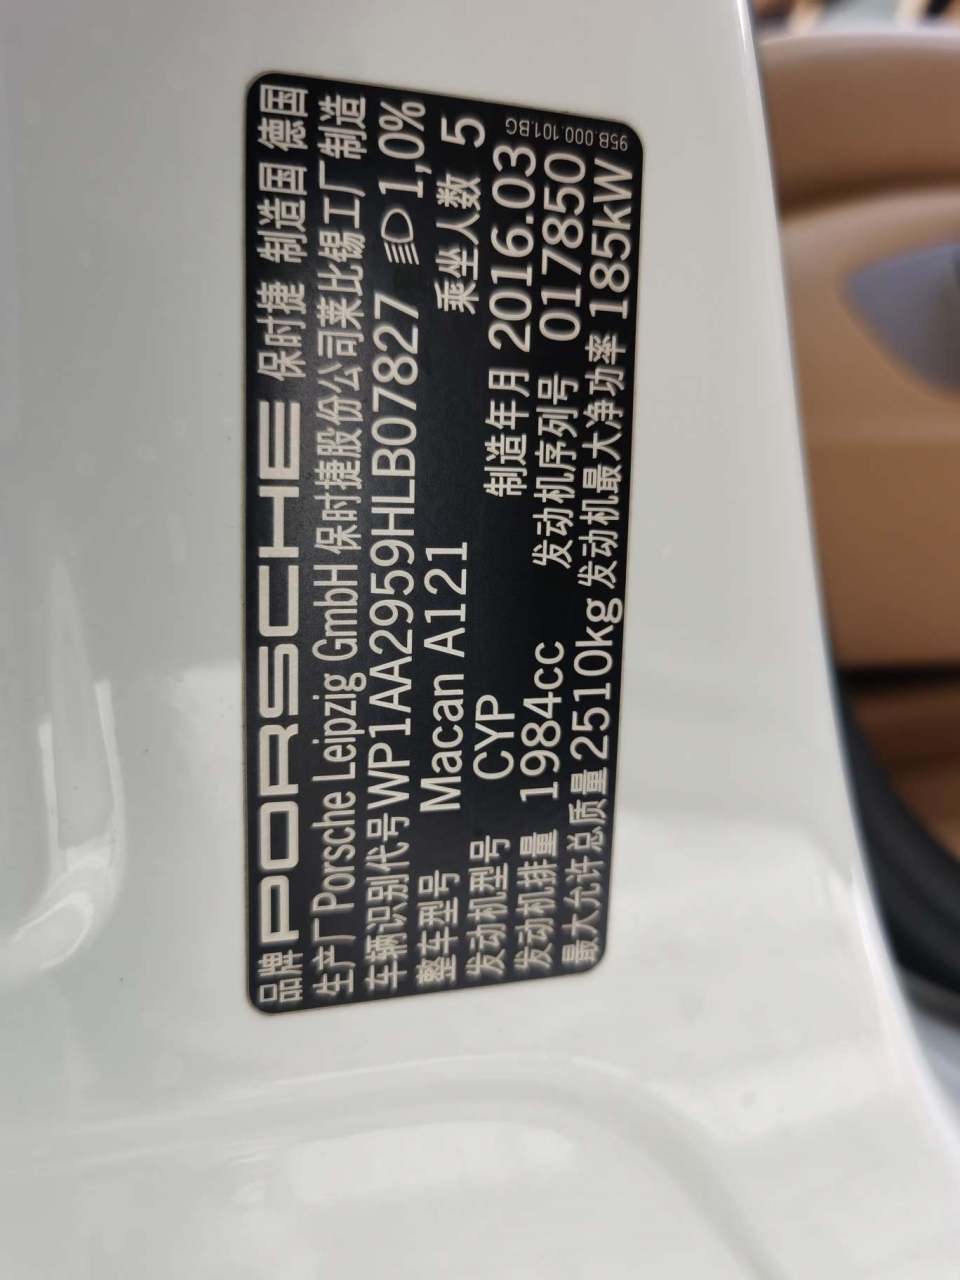 品牌 PORSCHE 保时捷 制造国 德国
生产厂 Porsche Leipzig GmbH 保时捷股份公司莱比锡工厂制造
车辆识别代号 WP1AA2959HLB07827 1,0%
整车型号 Macan A121 乘坐人数 5
发动机型号 CYP 制造年月 2016.03
发动机排量 1984cc 发动机序列号 017850
最大允许总质量 2510kg 发动机最大净功率 185kW
95B.000.101.BG